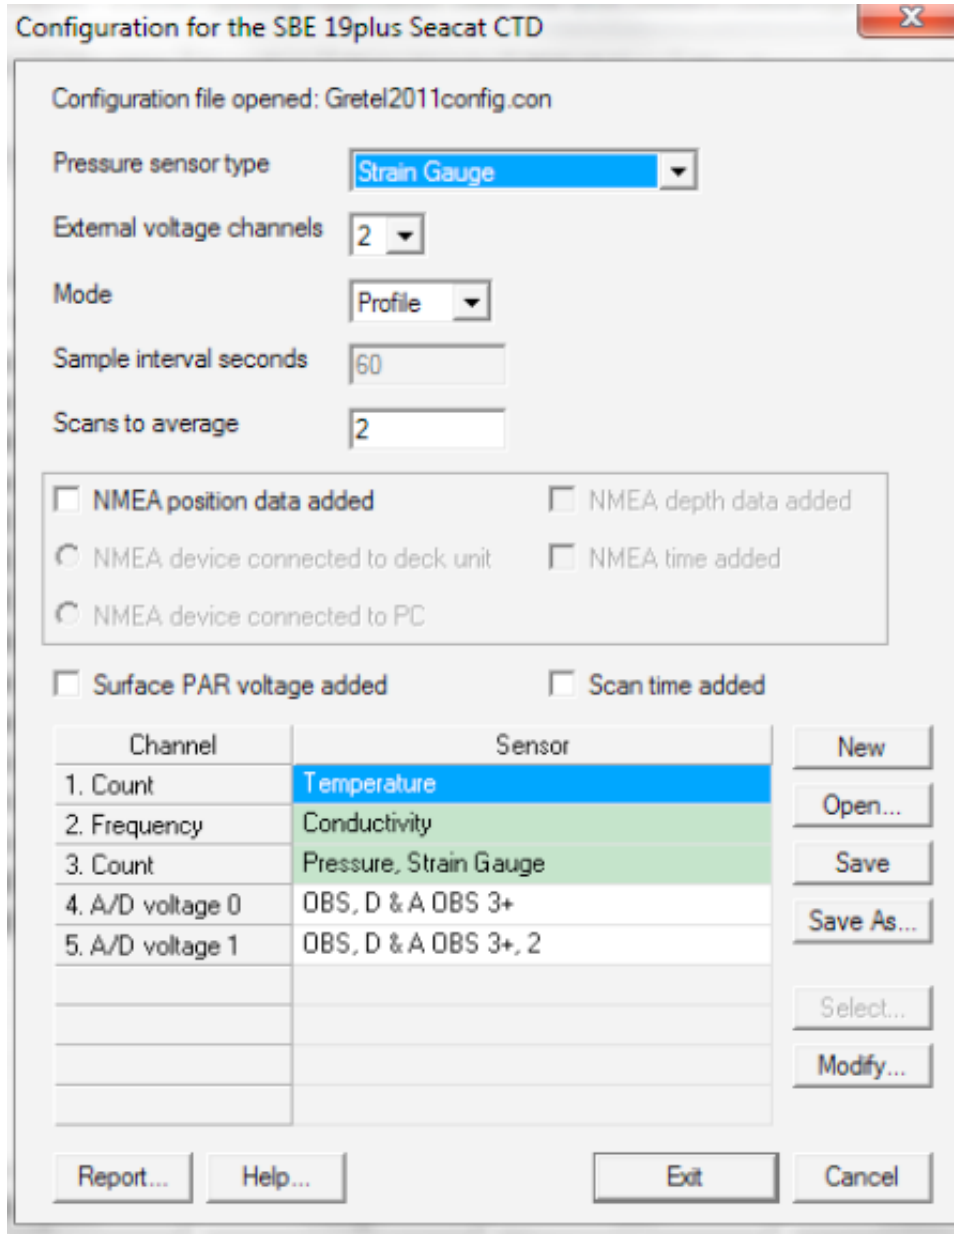 Configuration for the SBE 19plus Seacat CTD
Configuration file opened: Gretel2011config.con
Pressure sensor type Strain Gauge
External voltage channels 2
Mode Profile
Sample interval seconds 60
Scans to average 2
NMEA position data added NMEA depth data added
NMEA device connected to deck unit NMEA time added
NMEA device connected to PC
Surface PAR voltage added Scan time added
Channel Sensor New
1. Count Temperature
Open...
2. Frequency Conductivity
3. Count Pressure, Strain Gauge Save
4. A/D voltage 0 OBS, D & A OBS 3+
Save As...
5. A/D voltage 1 OBS, D & A OBS 3+, 2
Select...
Modify...
Report... Help... Exit Cancel